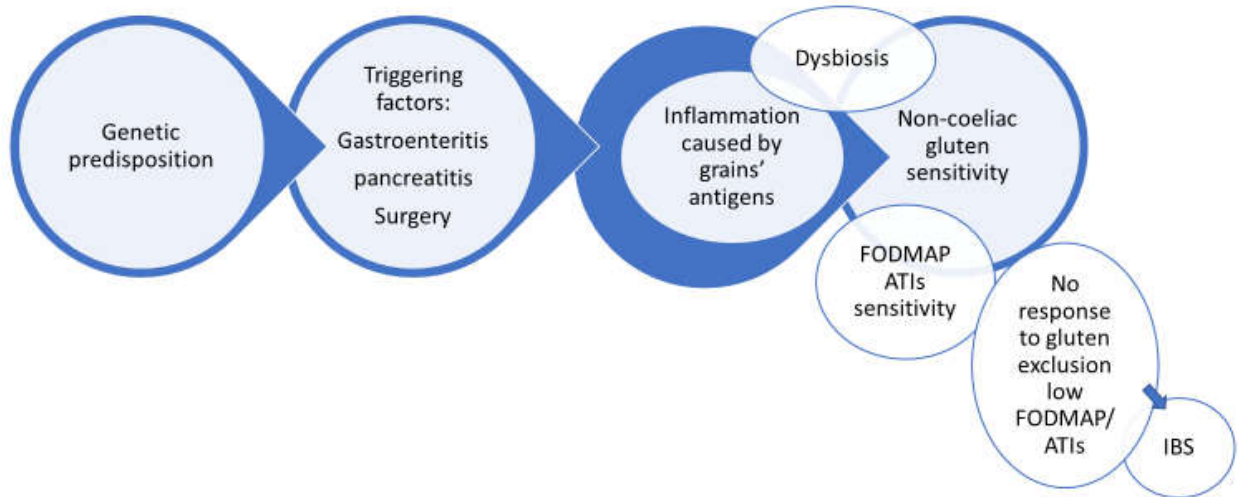 Genetic
predisposition
Triggering
factors:
Gastroenteritis
pancreatitis
Surgery
Inflammation
caused by
grains'
antigens
Dysbiosis
Non-coeliac
gluten
sensitivity
FODMAP
ATIs
sensitivity
No
response
to gluten
exclusion
low
FODMAP/
ATIs
IBS